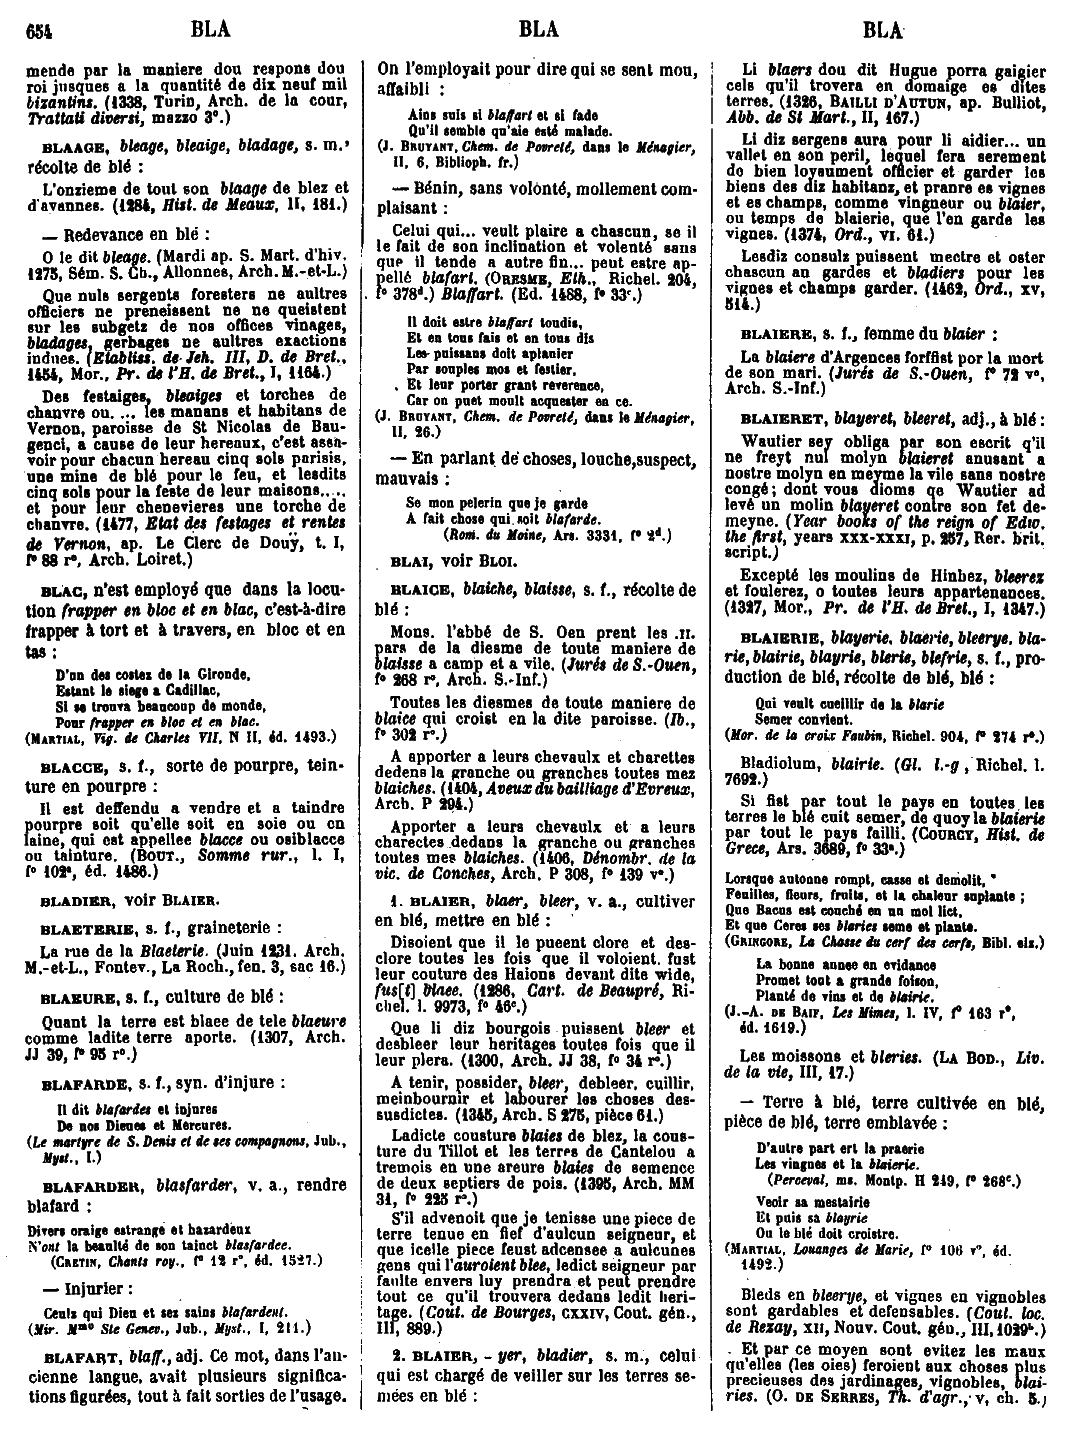 654 BLA BLA BLA
mende par la maniere dou respons dou
roi jusques a la quantité de dix neuf mil
bizantins. (1338, Turin, Arch. de la cour,
Trattati diversi, mazzo 3°.)
BLAAGE, bleage, bleaige, bladage, s. m.,
récolte de blé :
L'onzieme de tout son blaage de blez et
d'avennes. (1284, Hist. de Meaux, II, 181.)
— Redevance en blé :
O le dit bleage. (Mardi ap. S. Mart. d'hiv.
1275, Sém. S. Ch., Allonnes, Arch. M.-et-L.)
Que nuls sergents foresters ne aultres
officiers ne preneissent ne ne queistent
sur les subgetz de nos offices vinages,
bladages, gerbages ne aultres exactions
indues. (Etabliss. de Jeh. III, D. de Bret.,
1454, Mor., Pr. de l'H. de Bret., I, 1164.)
Des festaiges, bleaiges et torches de
chanvre ou. ... les manans et habitans de
Vernon, paroisse de St Nicolas de Bau-
genci, a cause de leur hereaux, c'est assa-
voir pour chacun hereau cinq sols parisis,
une mine de blé pour le feu, et lesdits
cinq sols pour la feste de leur maisons.....
et pour leur chenevieres une torche de
chanvre. (1477, Etat des festages et rentes
de Vernon, ap. Le Clerc de Douÿ, t. I,
f° 88 r°, Arch. Loiret.)
BLAC, n'est employé que dans la locu-
tion frapper en bloc et en blac, c'est-à-dire
frapper à tort et à travers, en bloc et en
tas :
D'un des costez de la Gironde,
Estant le siege a Cadillac,
Si se trouva beaucoup de monde,
Pour frapper en bloc et en blac.
(MARTIAL, Vig. de Charles VII, N II, éd. 1493.)
BLACCE, s. f., sorte de pourpre, tein-
ture en pourpre :
Il est deffendu a vendre et a taindre
pourpre soit qu'elle soit en soie ou en
laine, qui est appellee blacce ou osiblacce
ou tainture. (BOUT., Somme rur., l. I,
f° 102ª, éd. 1486.)
BLADIER, voir BLAIER.
BLAETERIE, s. f., graineterie :
La rue de la Blaeterie. (Juin 1231. Arch.
M.-et-L., Fontev., La Roch., fen. 3, sac 16.)
BLAEURE, s. f., culture de blé :
Quant la terre est blaee de tele blaeure
comme ladite terre aporte. (1307, Arch.
JJ 39, f° 95 r°.)
BLAFARDE, s. f., syn. d'injure :
Il dit blafardes et injures
De nos Dieues et Mercures.
(Le martyre de S. Denis et de ses compagnons, Jub.,
Myst., I.)
BLAFARDER, blasfarder, v. a., rendre
blafard :
Divers oraige estrange et hazardeux
N'ont la beaulté de son tainct blasfardee.
(CRETIN, Chants roy., f° 12 r°, éd. 1527.)
— Injurier :
Ceulz qui Dieu et sez sains blafardent.
(Mir. Mme Ste Genev., Jub., Myst., I, 211.)
BLAFART, blaff., adj. Ce mot, dans l'an-
cienne langue, avait plusieurs significa-
tions figurées, tout à fait sorties de l'usage.
On l'employait pour dire qui se sent mou,
affaibli :
Ains suis si blaffart et si fade
Qu'il semble qu'aie esté malade.
(J. BRUYANT, Chem. de Povreté, dans le Ménagier,
II, 6, Biblioph. fr.)
— Bénin, sans volonté, mollement com-
plaisant :
Celui qui... veult plaire a chascun, se il
le fait de son inclination et volenté sans
que il tende a autre fin... peut estre ap-
pellé blafart. (ORESME, Eth., Richel. 204,
f° 378ᵈ.) Blaffart. (Ed. 1488, f° 33ᶜ.)
Il doit estre blaffart toudis,
Et en tous fais et en tous dis
Les puissans doit aplanier
Par souples mos et festier,
Et leur porter grant reverence,
Car on puet moult acquester en ce.
(J. BRUYANT, Chem. de Povreté, dans le Ménagier,
II, 26.)
— En parlant de choses, louche, suspect,
mauvais :
Se mon pelerin que je garde
A fait chose qui soit blafarde.
(Rom. du Moine, Ars. 3331, f° 2ᵈ.)
BLAI, voir BLOI.
BLAICE, blaiche, blaisse, s. f., récolte de
blé :
Mons. l'abbé de S. Oen prent les .II.
pars de la diesme de toute maniere de
blaisse a camp et a vile. (Jurés de S.-Ouen,
f° 268 r°, Arch. S.-Inf.)
Toutes les diesmes de toute maniere de
blaice qui croist en la dite paroisse. (Ib.,
f° 302 r°.)
A apporter a leurs chevaulx et charettes
dedens la granche ou granches toutes mez
blaiches. (1404, Aveux du bailliage d'Evreux,
Arch. P 294.)
Apporter a leurs chevaulx et a leurs
charectes dedans la granche ou granches
toutes mes blaiches. (1406, Dénombr. de la
vic. de Conches, Arch. P 308, f° 139 v°.)
1. BLAIER, blaer, bleer, v. a., cultiver
en blé, mettre en blé :
Disoient que il le pueent clore et des-
clore toutes les fois que il voloient. fust
leur couture des Haions devant dite wide,
fus[t] blaee. (1286, Cart. de Beaupré, Ri-
chel. l. 9973, f° 46ᵒ.)
Que li diz bourgois puissent bleer et
desbleer leur heritages toutes fois que il
leur plera. (1300, Arch. JJ 38, f° 34 r°.)
A tenir, possider, bleer, debleer, cuillir,
meinbournir et labourer les choses des-
susdictes. (1345, Arch. S 275, pièce 61.)
Ladicte cousture blaies de blez, la cous-
ture du Tillot et les terres de Cantelou a
tremois en une areure blaies de semence
de deux septiers de pois. (1395, Arch. MM
31, f° 225 r°.)
S'il advenoit que je tenisse une piece de
terre tenue en fief d'aulcun seigneur, et
que icelle piece feust adcensee a aulcunes
gens qui l'auroient blee, ledict seigneur par
faulte envers luy prendra et peut prendre
tout ce qu'il trouvera dedans ledit heri-
tage. (Cout. de Bourges, CXXIV, Cout. gén.,
III, 889.)
2. BLAIER, - yer, bladier, s. m., celui
qui est chargé de veiller sur les terres se-
mées en blé :
Li blaers dou dit Hugue porra gaigier
cels qu'il trovera en domaige es dites
terres. (1326, BAILLI D'AUTUN, ap. Bulliot,
Abb. de St Mart., II, 167.)
Li diz sergens aura pour li aidier... un
vallet en son peril, lequel fera serement
de bien loyaument officier et garder les
biens des diz habitanz, et pranre es vignes
et es champs, comme vingneur ou blaier,
ou temps de blaierie, que l'en garde les
vignes. (1374, Ord., VI. 61.)
Lesdiz consulz puissent mectre et oster
chascun an gardes et bladiers pour les
vignes et champs garder. (1462, Ord., XV,
514.)
BLAIERE, s. f., femme du blaier :
La blaiere d'Argences forffist por la mort
de son mari. (Jurés de S.-Ouen, f° 72 v°,
Arch. S.-Inf.)
BLAIERET, blayeret, bleeret, adj., à blé :
Wautier sey obliga par son escrit q'il
ne freyt nul molyn blaieret anusant a
nostre molyn en meyme la vile sans nostre
congé ; dont vous dioms qe Wautier ad
levé un molin blayeret contre son fet de-
meyne. (Year books of the reign of Edw.
the first, years XXX-XXXI, p. 257, Rer. brit.
script.)
Excepté les moulins de Hinbez, bleerez
et foulerez, o toutes leurs appartenances.
(1327, Mor., Pr. de l'H. de Bret., I, 1347.)
BLAIERIE, blayerie, blaerie, bleerye, bla-
rie, blairie, blayrie, blerie, blefrie, s. f., pro-
duction de blé, récolte de blé, blé :
Qui veult cueillir de la blarie
Semer convient.
(Mor. de la croix Faubin, Richel. 904, f° 274 r°.)
Bladiolum, blairie. (Gl. l.-g, Richel. l.
7692.)
Si fist par tout le pays en toutes les
terres le blé cuit semer, de quoy la blaierie
par tout le pays failli. (COURCY, Hist. de
Grece, Ars. 3689, f° 33ª.)
Lorsque autonne rompt, casse et demolit,
Feuilles, fleurs, fruits, et la chaleur suplante ;
Que Bacus est couché en un mol lict,
Et que Ceres ses blaries seme et plante.
(GRINGORE, La Chasse du cerf des cerfs, Bibl. elz.)
La bonne annee en evidance
Promet tout a grande foison,
Planté de vins et de blairie.
(J.-A. DE BAIF, Les Mimes, l. IV, f° 163 r°,
éd. 1619.)
Les moissons et bleries. (LA BOD., Liv.
de la vie, III, 17.)
— Terre à blé, terre cultivée en blé,
pièce de blé, terre emblavée :
D'autre part ert la praerie
Les viugnes et la blaierie.
(Perceval, ms. Montp. H 249, f° 268ᶜ.)
Veoir sa mestairie
Et puis sa blayrie
Ou le blé doit croistre.
(MARTIAL, Louanges de Marie, f° 106 v°, éd.
1492.)
Bleds en bleerye, et vignes en vignobles
sont gardables et defensables. (Cout. loc.
de Rezay, XII, Nouv. Cout. gén., III, 1029ᵇ.)
Et par ce moyen sont evitez les maux
qu'elles (les oies) feroient aux choses plus
precieuses des jardinages, vignobles, blai-
ries. (O. DE SERRES, Th. d'agr., V, ch. 5.)